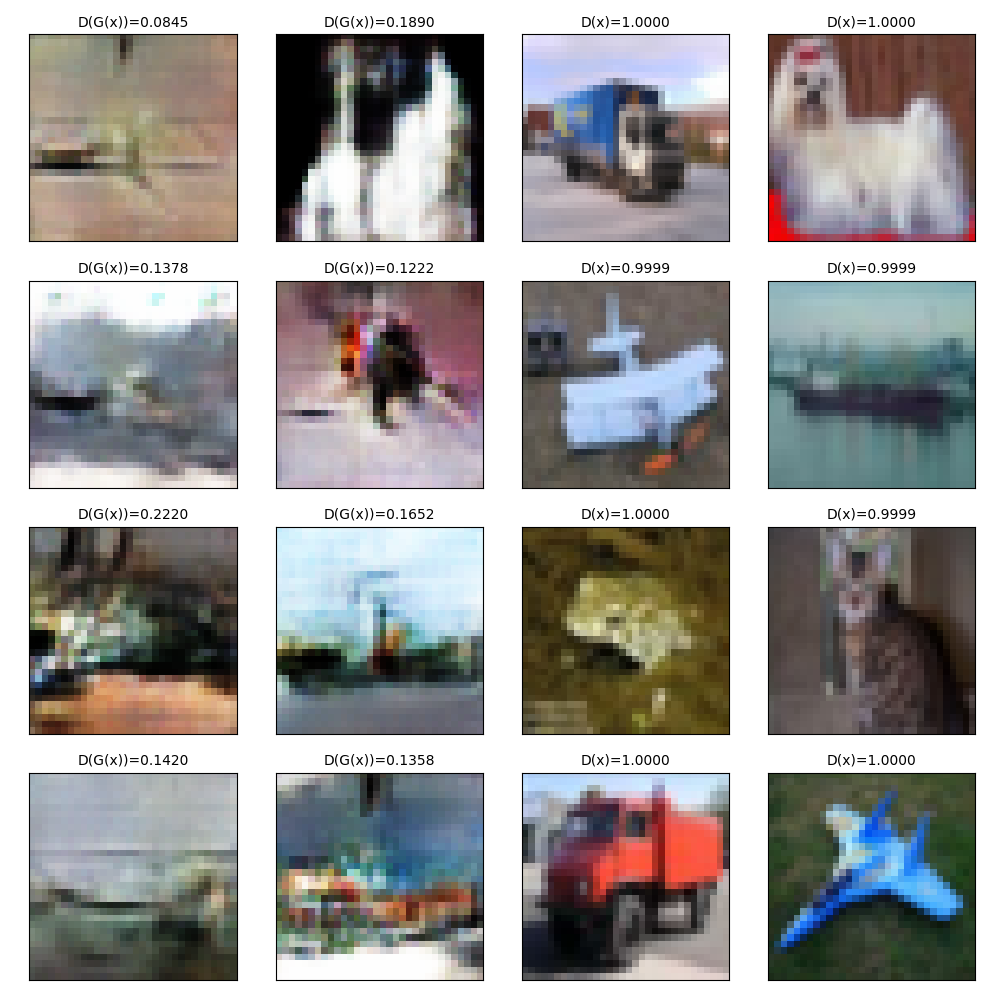 D(G(x))=0.0845 D(G(x))=0.1890 D(x)=1.0000 D(x)=1.0000
D(G(x))=0.1378 D(G(x))=0.1222 D(x)=0.9999 D(x)=0.9999
D(G(x))=0.2220 D(G(x))=0.1652 D(x)=1.0000 D(x)=0.9999
D(G(x))=0.1420 D(G(x))=0.1358 D(x)=1.0000 D(x)=1.0000